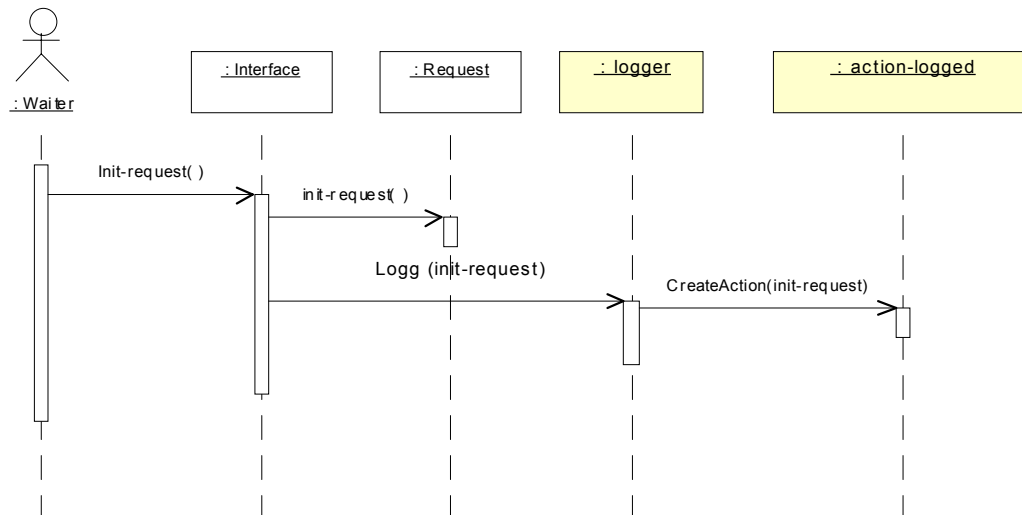 : Waiter
: Interface
: Request
: logger
: action-logged
Init-request( )
init-request( )
Logg (init-request)
CreateAction(init-request)